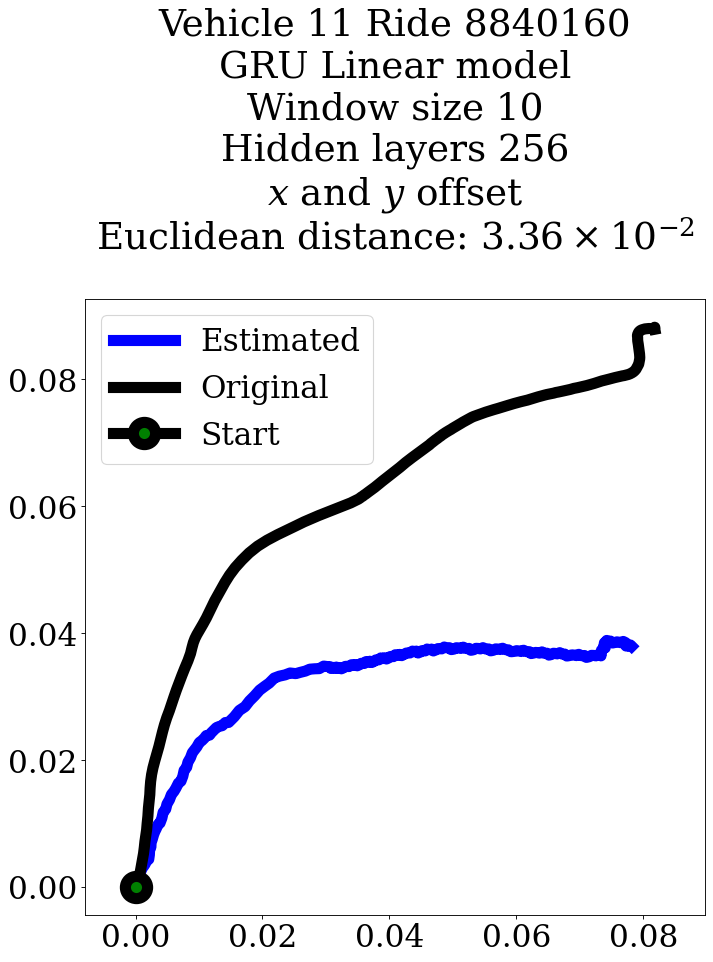 Vehicle 11 Ride 8840160
GRU Linear model
Window size 10
Hidden layers 256
x and y offset
Euclidean distance: 3.36 × 10⁻²
Estimated
Original
Start
0.08
0.06
0.04
0.02
0.00
0.00 0.02 0.04 0.06 0.08